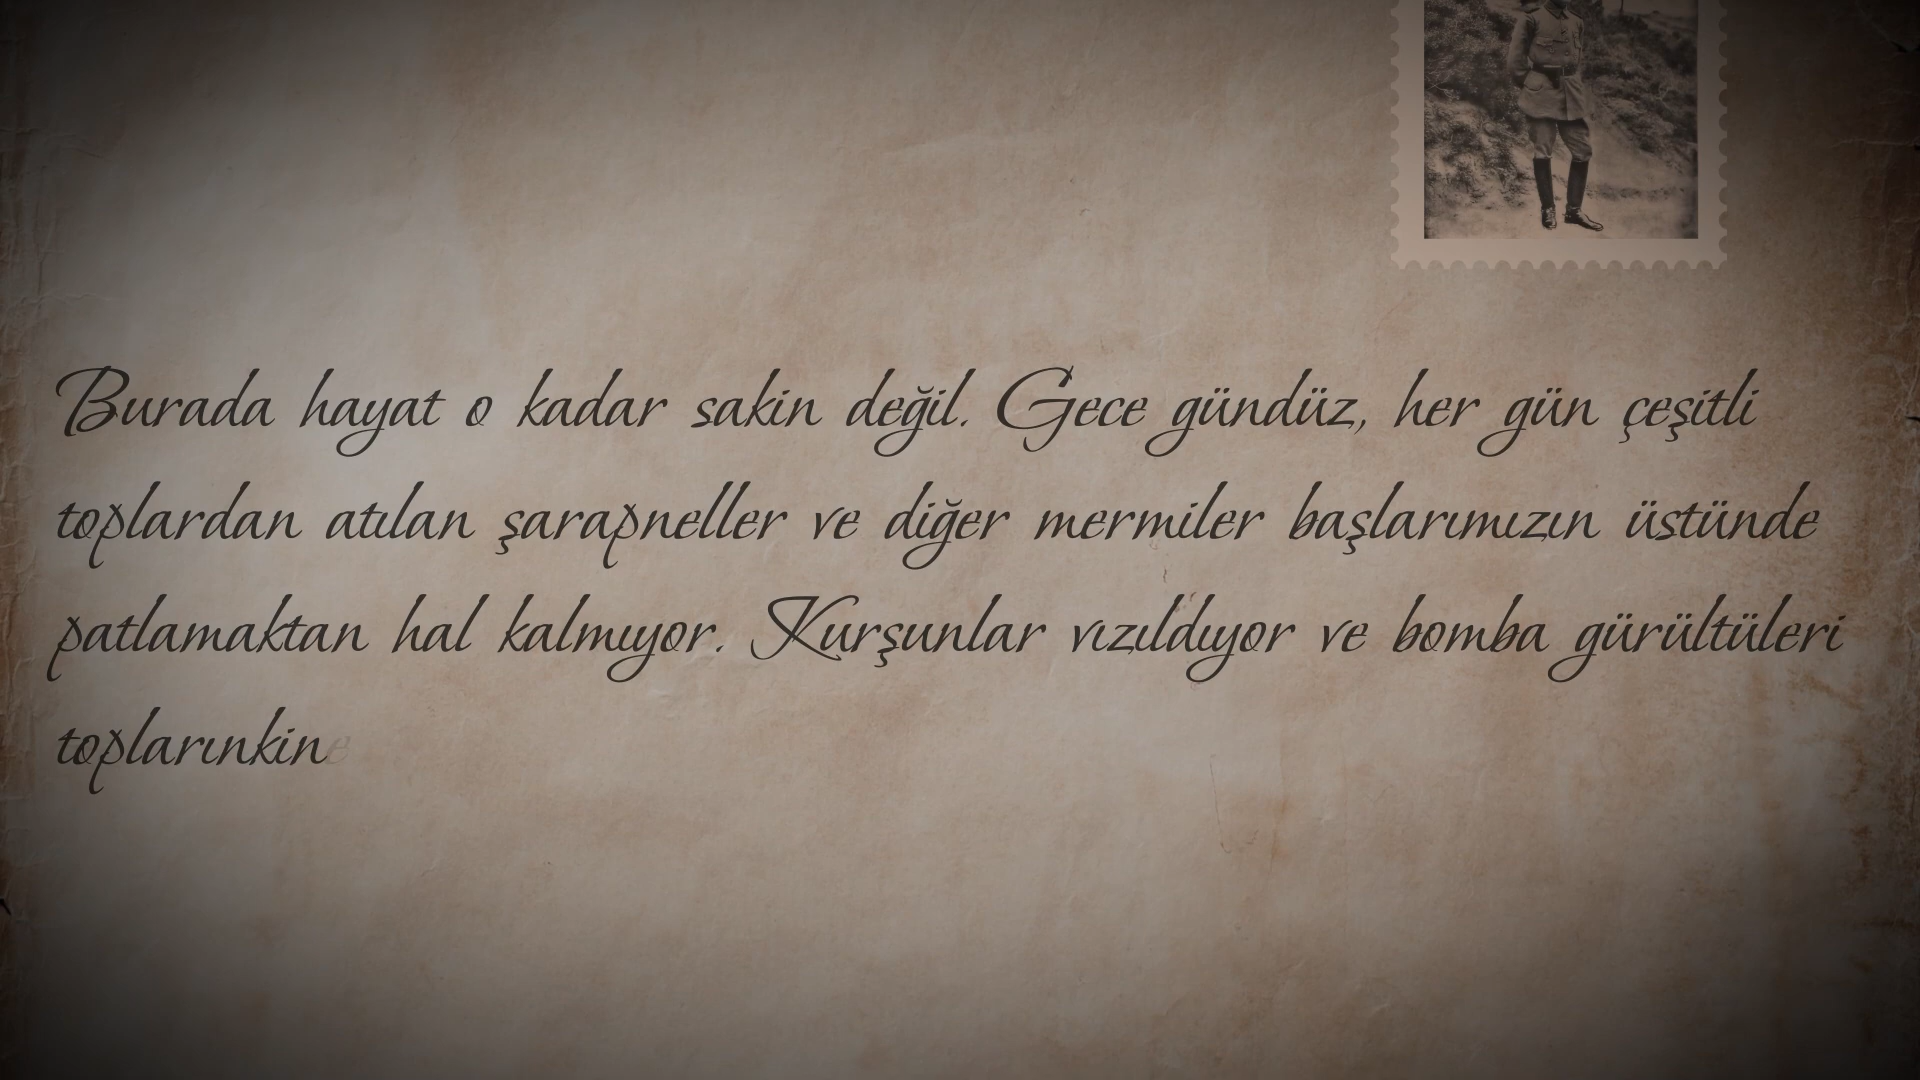 Burada hayat o kadar sakin değil. Gece gündüz, her gün çeşitli
toplardan atılan şarapneller ve diğer mermiler başlarımızın üstünde
patlamaktan hal kalmıyor. Kurşunlar vızıldıyor ve bomba gürültüleri
toplarınkine